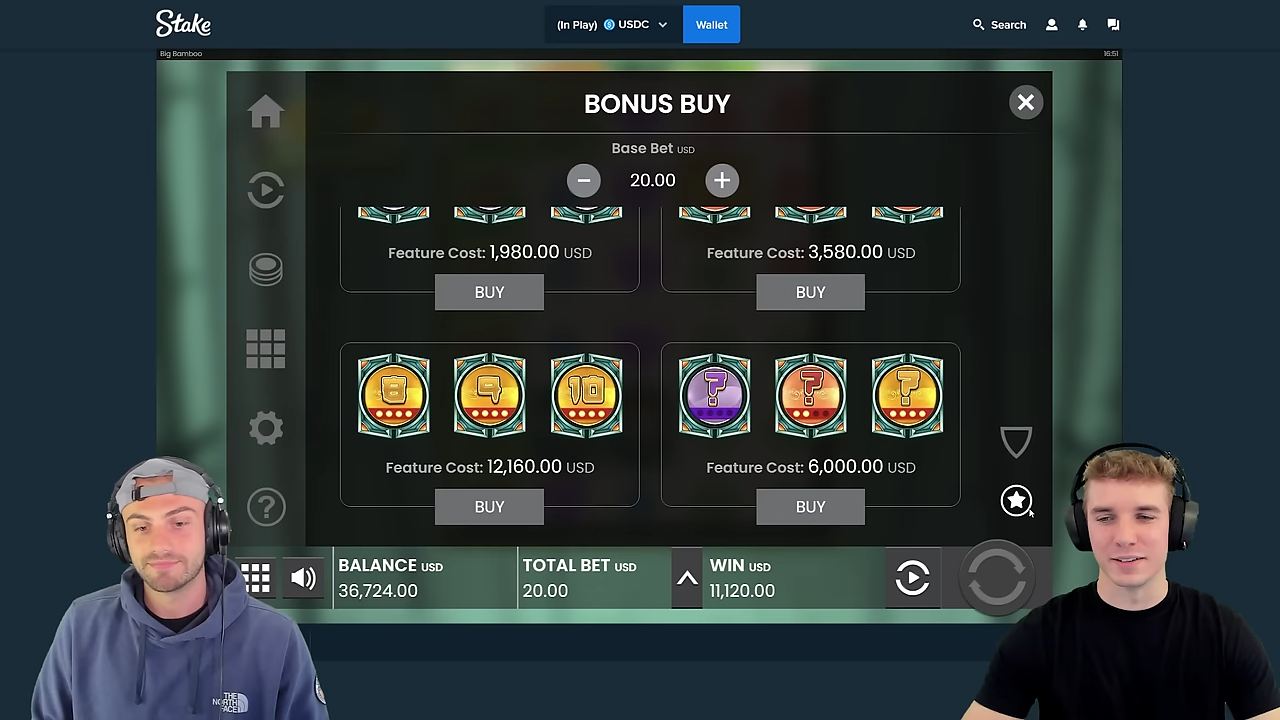 Stake
(In Play) USDC
Wallet
Search
Big Bamboo
16:51
BONUS BUY
Base Bet USD
20.00
Feature Cost: 1,980.00 USD
BUY
Feature Cost: 3,580.00 USD
BUY
8 9 10
? ? ?
Feature Cost: 12,160.00 USD
BUY
Feature Cost: 6,000.00 USD
BUY
?
BALANCE USD
36,724.00
TOTAL BET USD
20.00
WIN USD
11,120.00
THE
NORTH
FACE